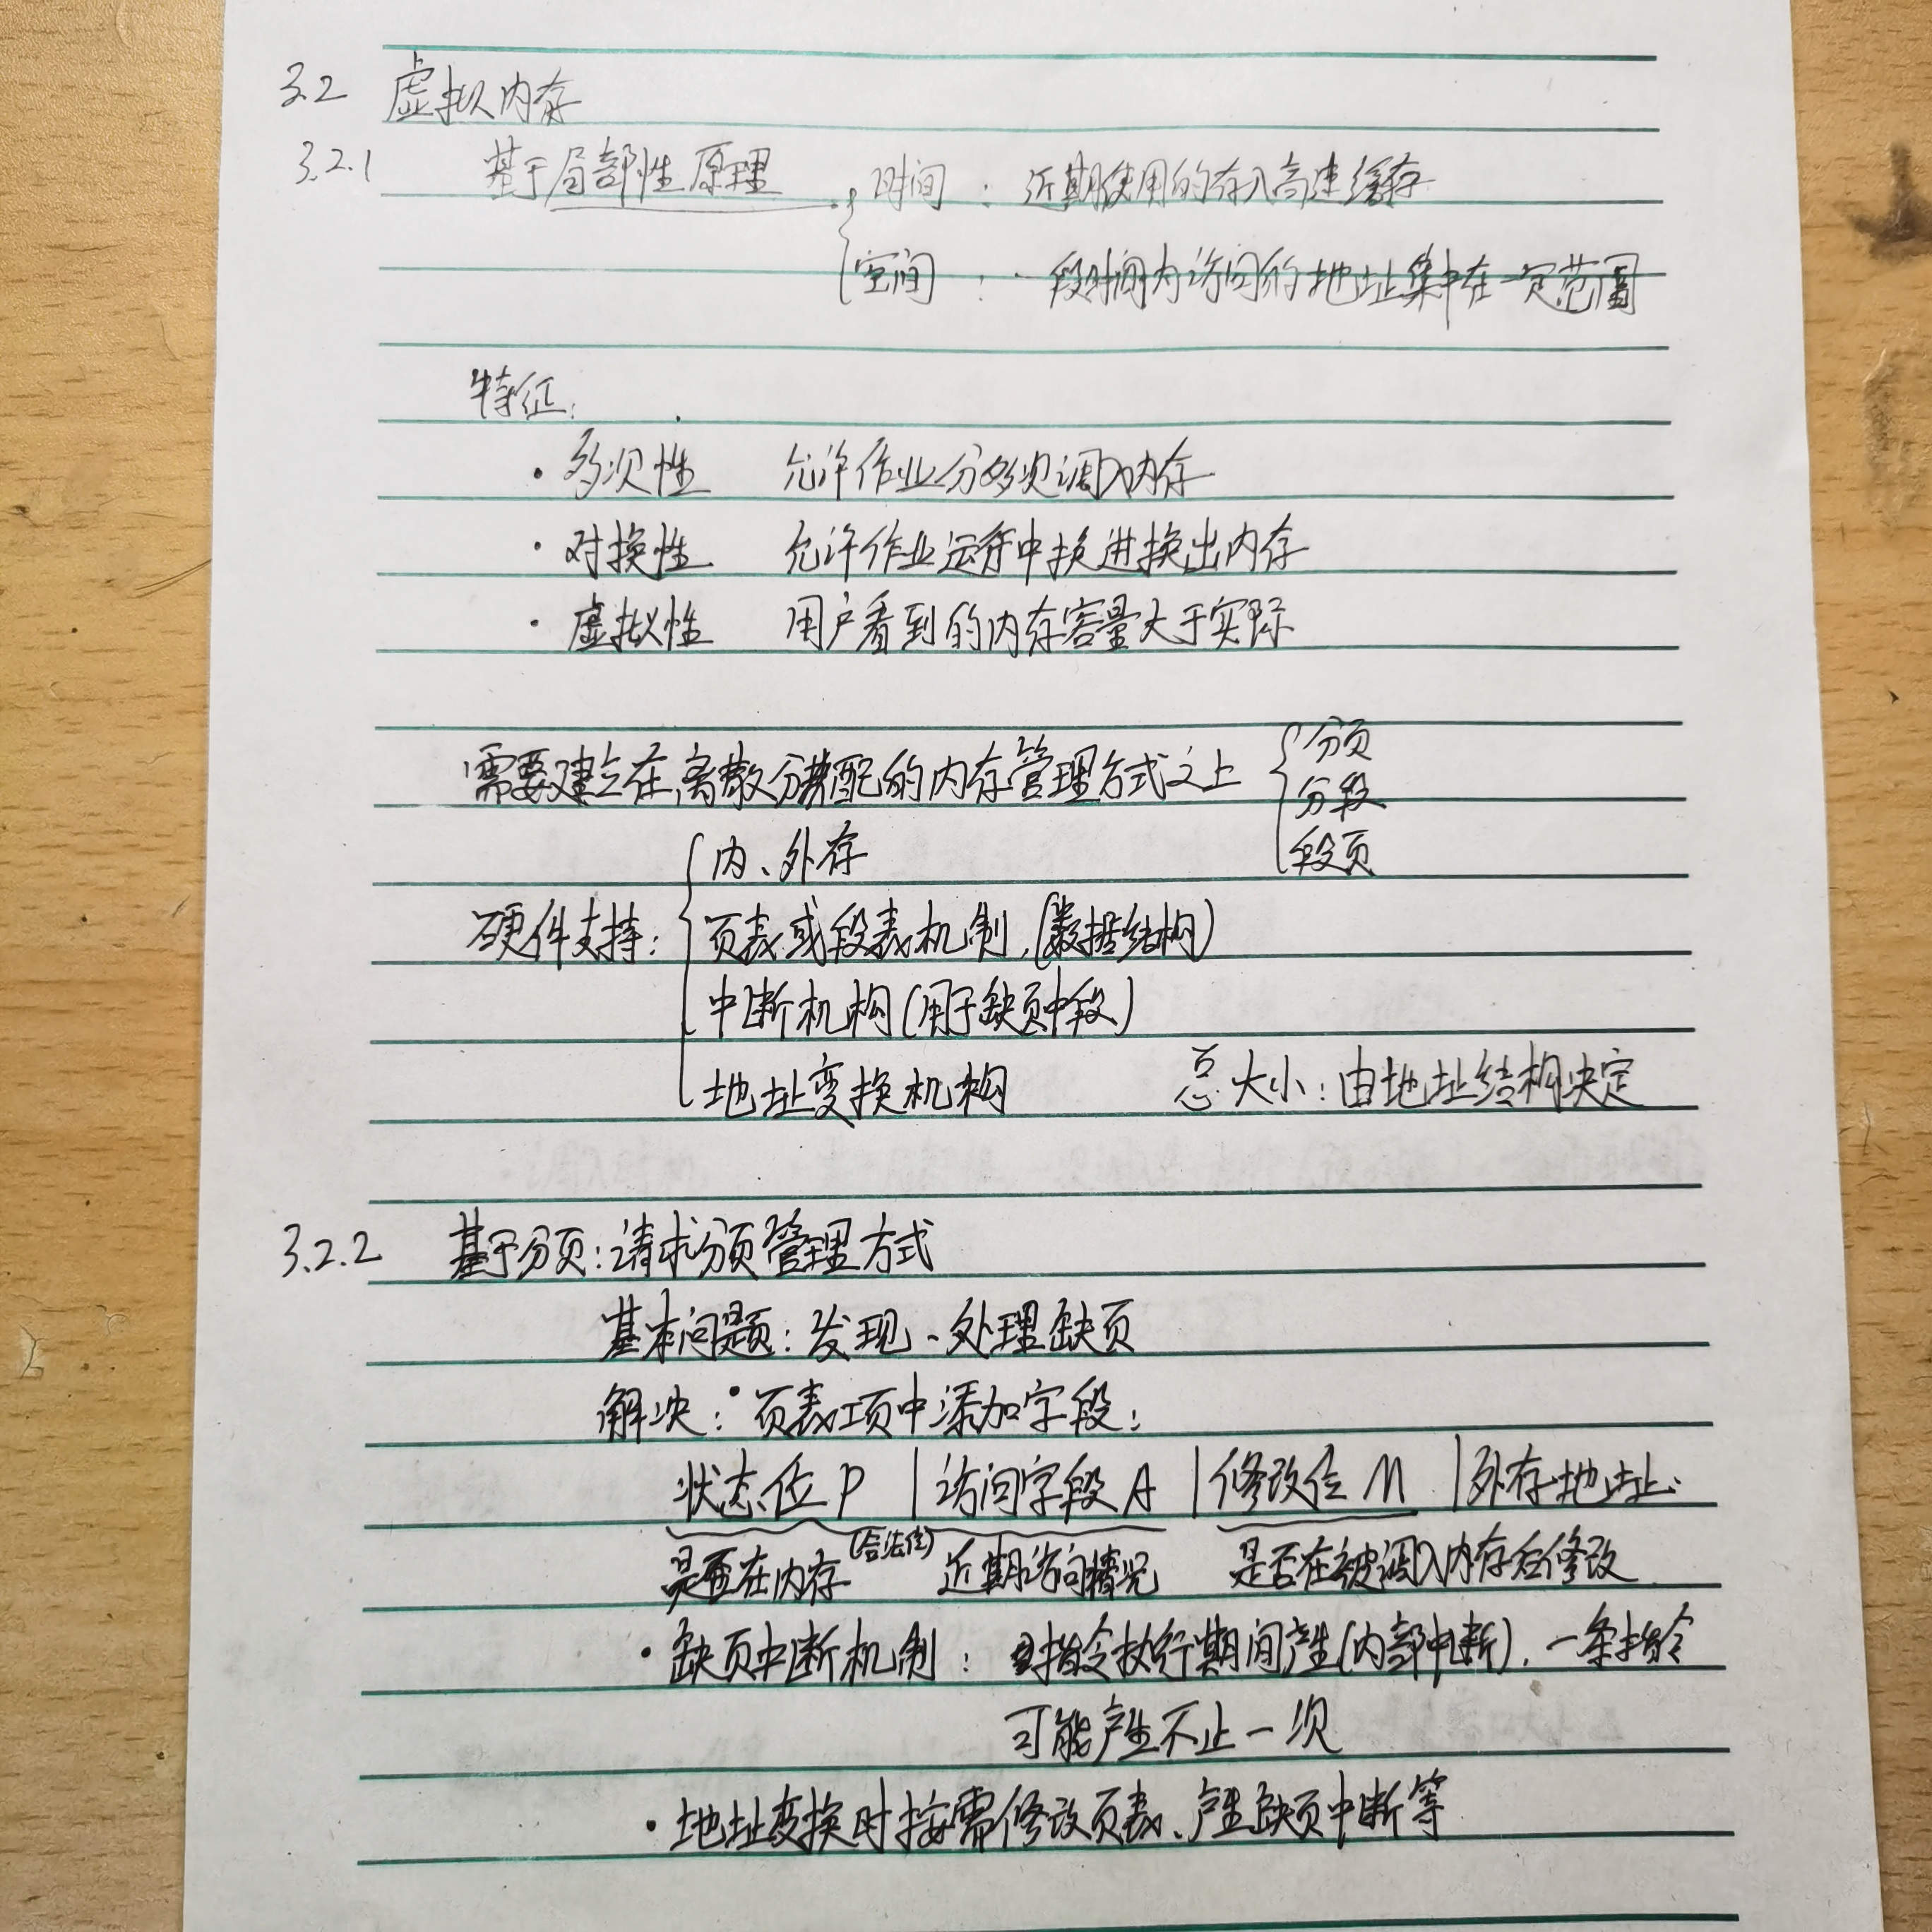 3.2 虚拟内存
3.2.1 基于局部性原理 时间：近期使用的存入高速缓存
空间：一段时间内访问的地址集中在一定范围
特征：
·多次性 允许作业分多次调入内存
·对换性 允许作业运行中换进换出内存
·虚拟性 用户看到的内存容量大于实际
需要建立在离散分配的内存管理方式之上 分页
分段
段页
内、外存
硬件支持： 页表或段表机制，(数据结构)
中断机构(用于缺页中段)
地址变换机构 总大小：由地址结构决定
3.2.2 基于分页：请求分页管理方式
基本问题：发现、处理缺页
解决：·页表项中添加字段：
状态位P | 访问字段A | 修改位M | 外存地址.
是否在内存(合法位) 近期访问情况 是否在被调入内存后修改
·缺页中断机制： 指令执行期间产生(内部中断)，一条指令
可能产生不止一次
·地址变换时按需修改页表、产生缺页中断等